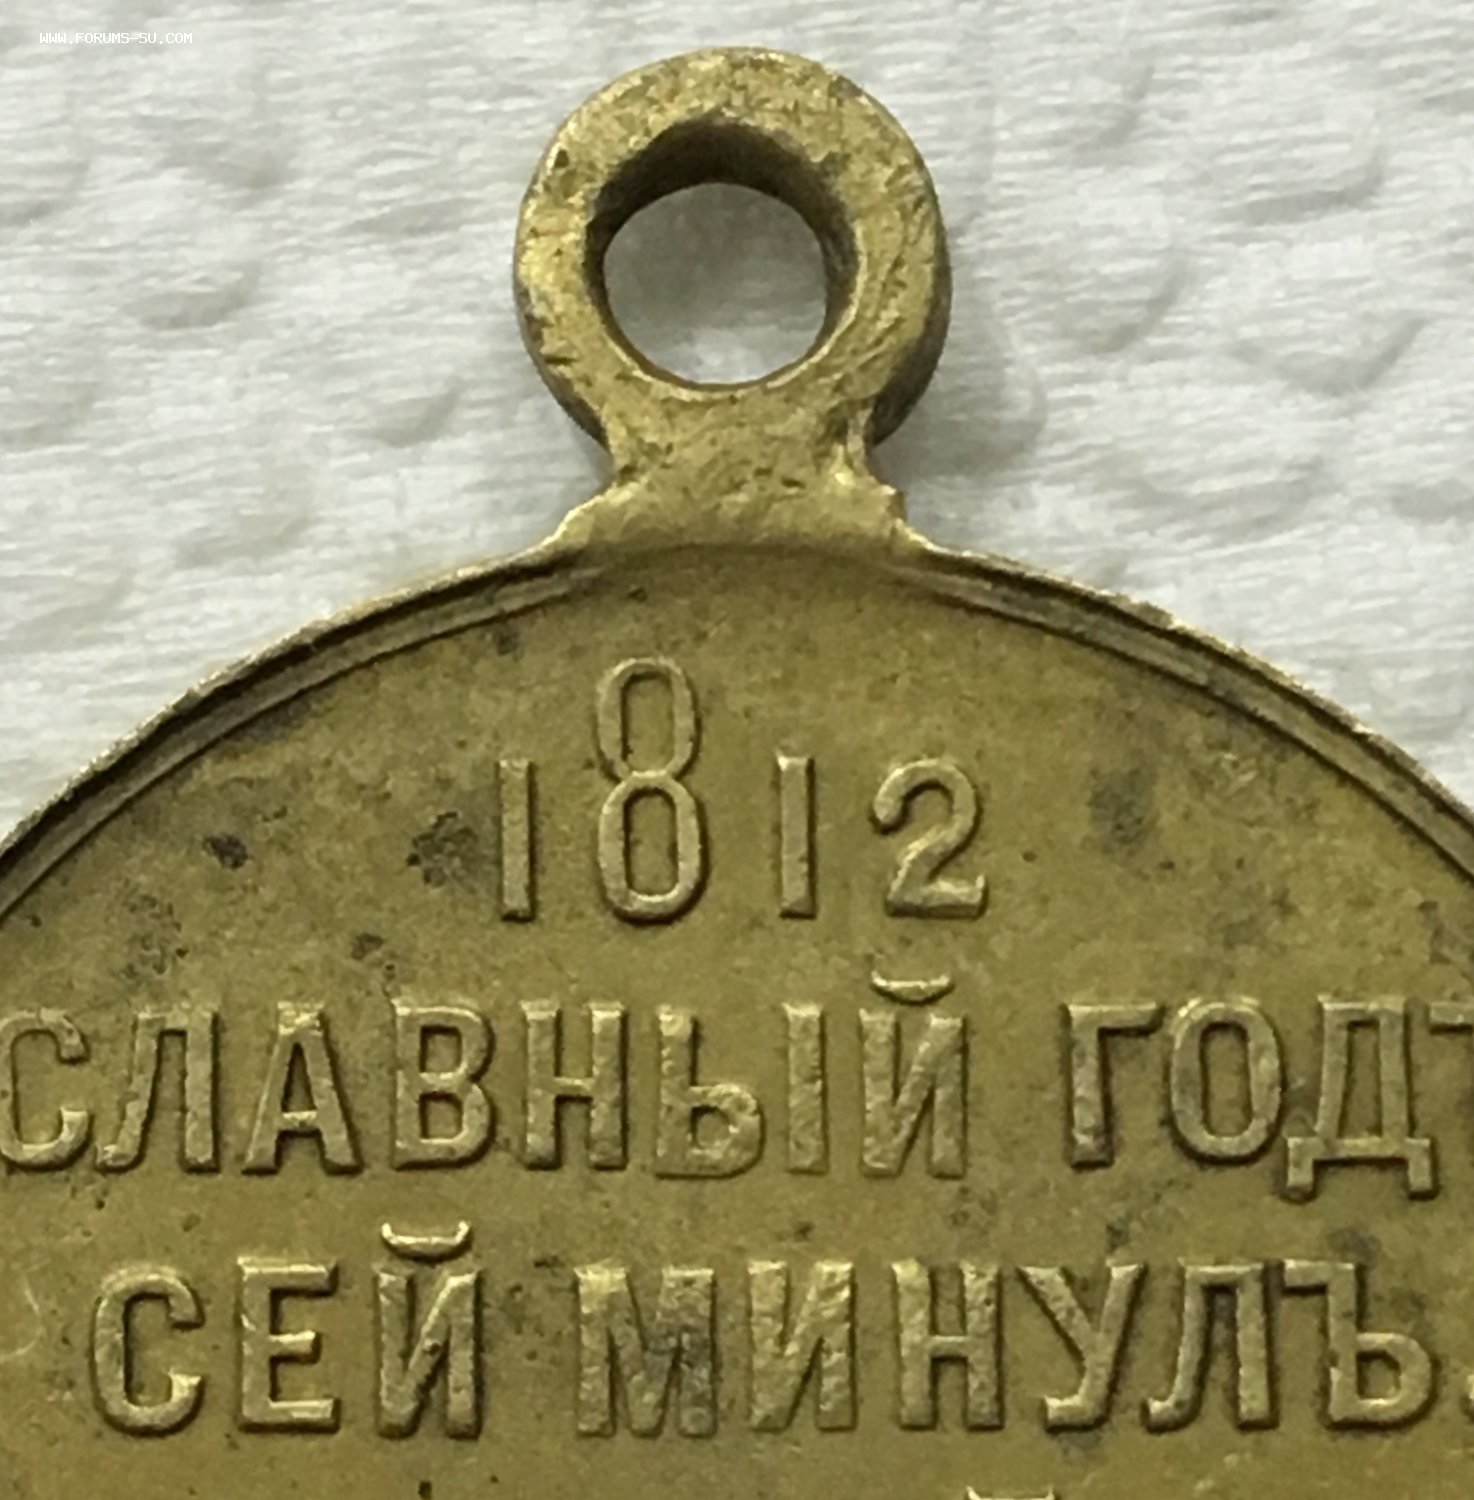 WWW.FORUMS-SU.COM
1812
СЛАВНЫЙ ГОДЪ
СЕЙ МИНУЛЪ.